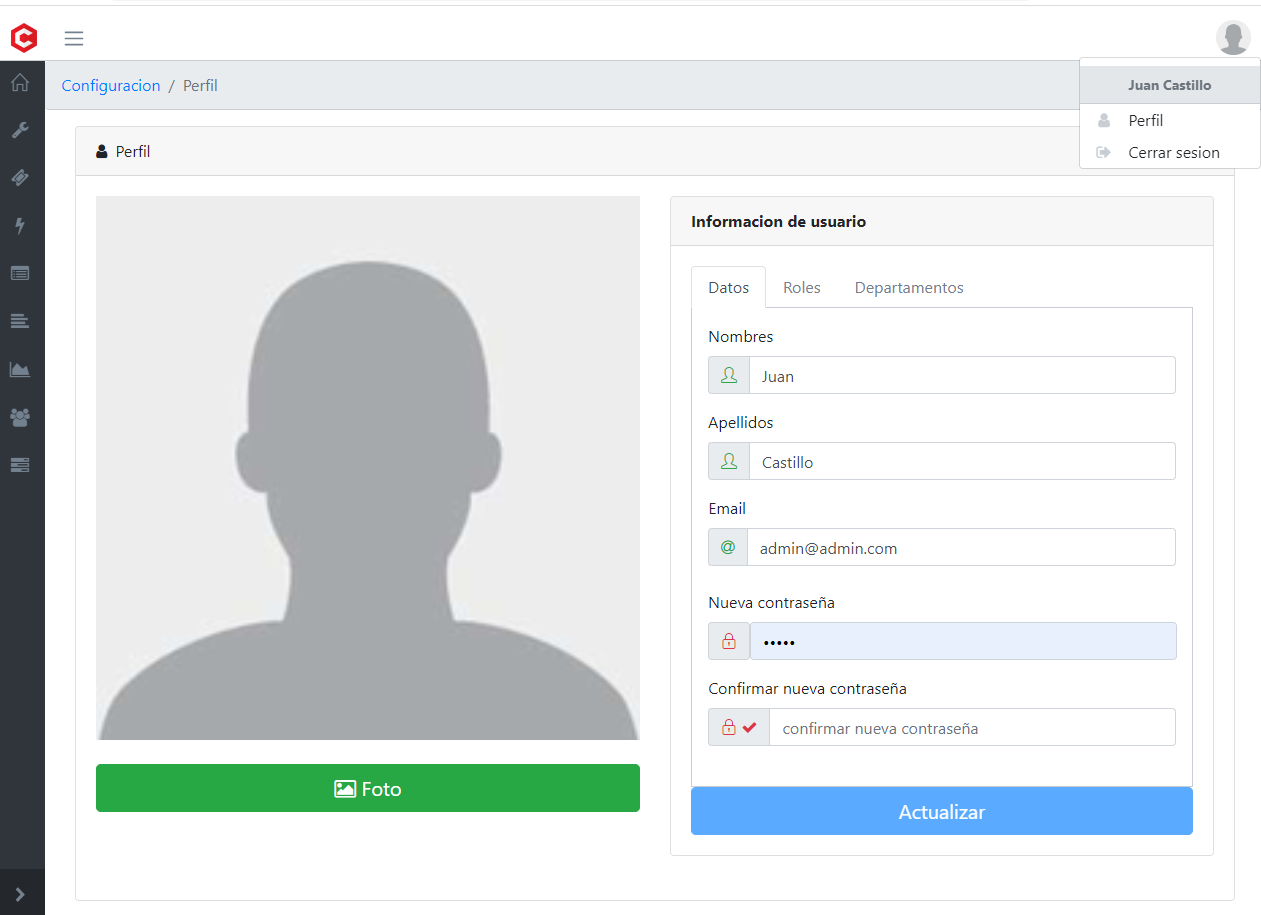 Juan Castillo
Perfil
Cerrar sesion
Configuracion / Perfil
Perfil
Foto
Informacion de usuario
Datos Roles Departamentos
Nombres
Juan
Apellidos
Castillo
Email
@ admin@admin.com
Nueva contraseña
•••••
Confirmar nueva contraseña
confirmar nueva contraseña
Actualizar